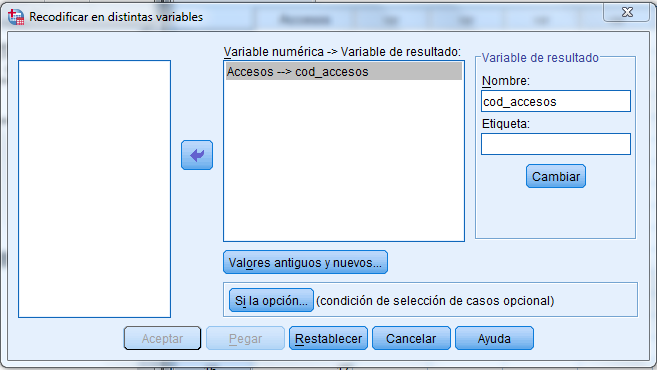 Recodificar en distintas variables
Accesos
Variable numérica -> Variable de resultado:
Accesos --> cod_accesos
Variable de resultado
Nombre:
cod_accesos
Etiqueta:
Cambiar
Valores antiguos y nuevos...
Si la opción... (condición de selección de casos opcional)
Aceptar Pegar Restablecer Cancelar Ayuda